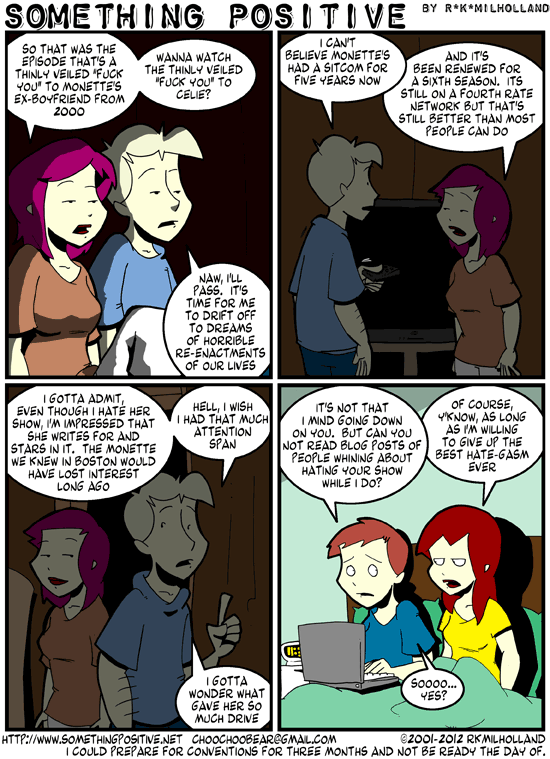 SOMETHING POSITIVE BY R*K*MILHOLLAND
SO THAT WAS THE
EPISODE THAT'S A
THINLY VEILED "FUCK
YOU" TO MONETTE'S
EX-BOYFRIEND FROM
2000
WANNA WATCH
THE THINLY VEILED
"FUCK YOU" TO
CELIE?
NAW, I'LL
PASS. IT'S
TIME FOR ME
TO DRIFT OFF
TO DREAMS
OF HORRIBLE
RE-ENACTMENTS
OF OUR LIVES
I CAN'T
BELIEVE MONETTE'S
HAD A SITCOM FOR
FIVE YEARS NOW
AND IT'S
BEEN RENEWED FOR
A SIXTH SEASON. ITS
STILL ON A FOURTH RATE
NETWORK BUT THAT'S
STILL BETTER THAN MOST
PEOPLE CAN DO
I GOTTA ADMIT,
EVEN THOUGH I HATE HER
SHOW, I'M IMPRESSED THAT
SHE WRITES FOR AND
STARS IN IT. THE MONETTE
WE KNEW IN BOSTON WOULD
HAVE LOST INTEREST
LONG AGO
HELL, I WISH
I HAD THAT MUCH
ATTENTION
SPAN
I GOTTA
WONDER WHAT
GAVE HER SO
MUCH DRIVE
IT'S NOT THAT
I MIND GOING DOWN
ON YOU. BUT CAN YOU
NOT READ BLOG POSTS OF
PEOPLE WHINING ABOUT
HATING YOUR SHOW
WHILE I DO?
OF COURSE,
Y'KNOW, AS LONG
AS I'M WILLING
TO GIVE UP THE
BEST HATE-GASM
EVER
SOOOO...
YES?
HTTP://WWW.SOMETHINGPOSITIVE.NET CHOOCHOOBEAR@GMAIL.COM ©2001-2012 RKMILHOLLAND
I COULD PREPARE FOR CONVENTIONS FOR THREE MONTHS AND NOT BE READY THE DAY OF.